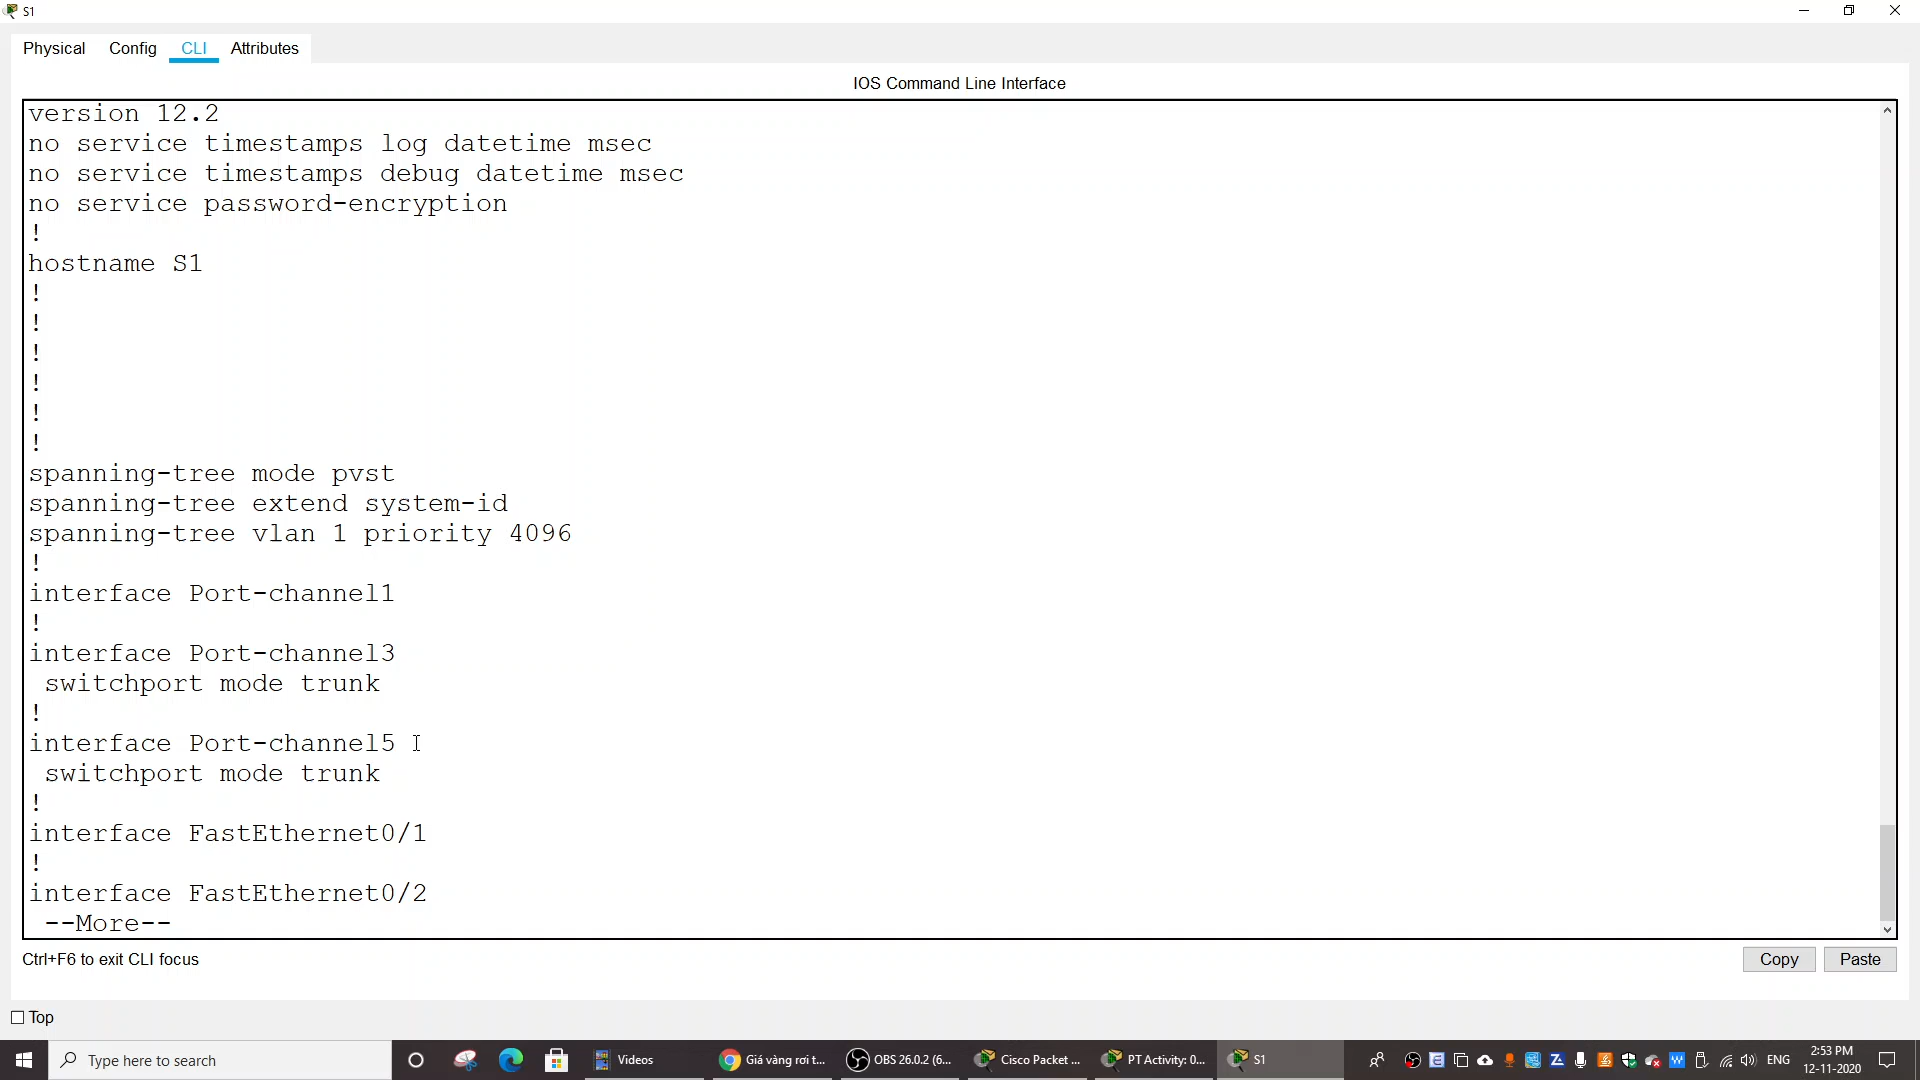 S1
Physical Config CLI Attributes
IOS Command Line Interface
version 12.2
no service timestamps log datetime msec
no service timestamps debug datetime msec
no service password-encryption
!
hostname S1
!
!
!
!
!
!
spanning-tree mode pvst
spanning-tree extend system-id
spanning-tree vlan 1 priority 4096
!
interface Port-channel1
!
interface Port-channel3
switchport mode trunk
!
interface Port-channel5
switchport mode trunk
!
interface FastEthernet0/1
!
interface FastEthernet0/2
--More--
Ctrl+F6 to exit CLI focus
Copy Paste
Top
Type here to search
Videos
Giá vàng rơi t...
OBS 26.0.2 (6...
Cisco Packet ...
PT Activity: 0...
S1
ENG
2:53 PM
12-11-2020